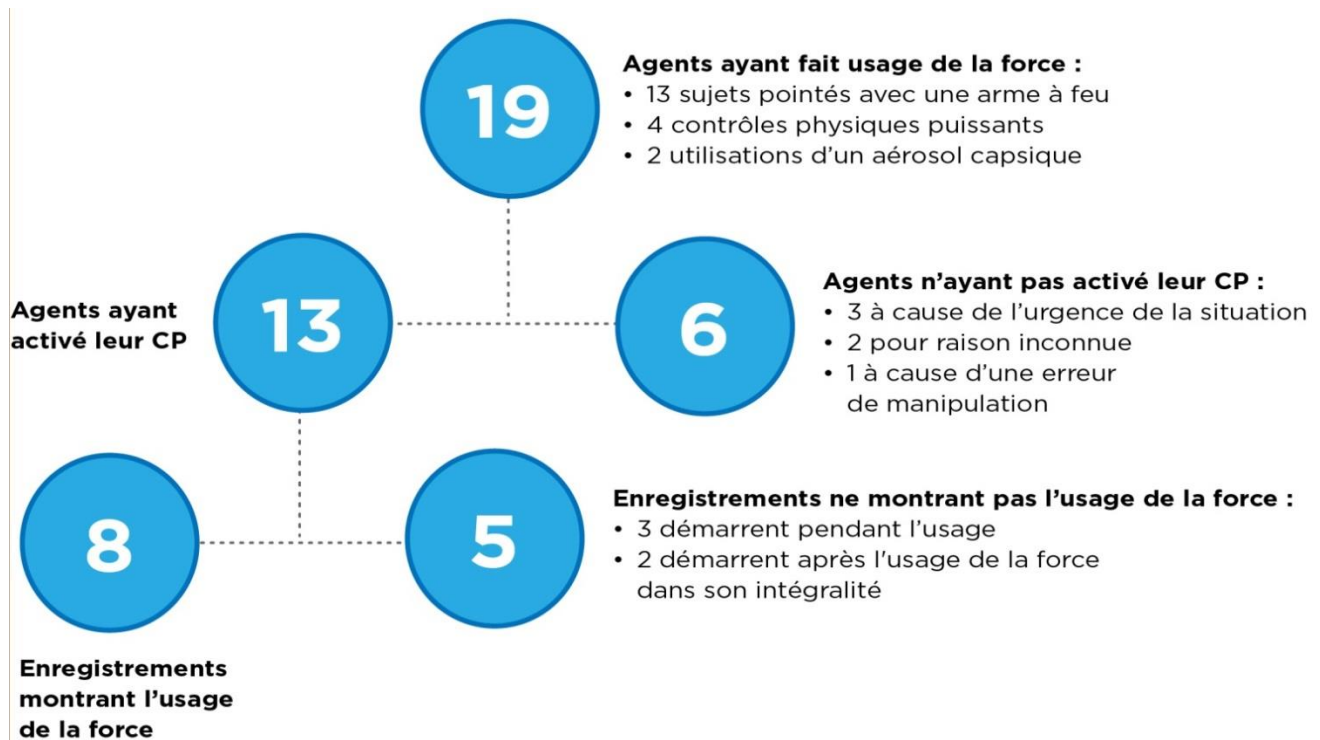 19
Agents ayant fait usage de la force :
• 13 sujets pointés avec une arme à feu
• 4 contrôles physiques puissants
• 2 utilisations d’un aérosol capsique
Agents ayant
activé leur CP
13
6
Agents n’ayant pas activé leur CP :
• 3 à cause de l’urgence de la situation
• 2 pour raison inconnue
• 1 à cause d’une erreur
de manipulation
8
Enregistrements
montrant l’usage
de la force
5
Enregistrements ne montrant pas l’usage de la force :
• 3 démarrent pendant l’usage
• 2 démarrent après l'usage de la force
dans son intégralité